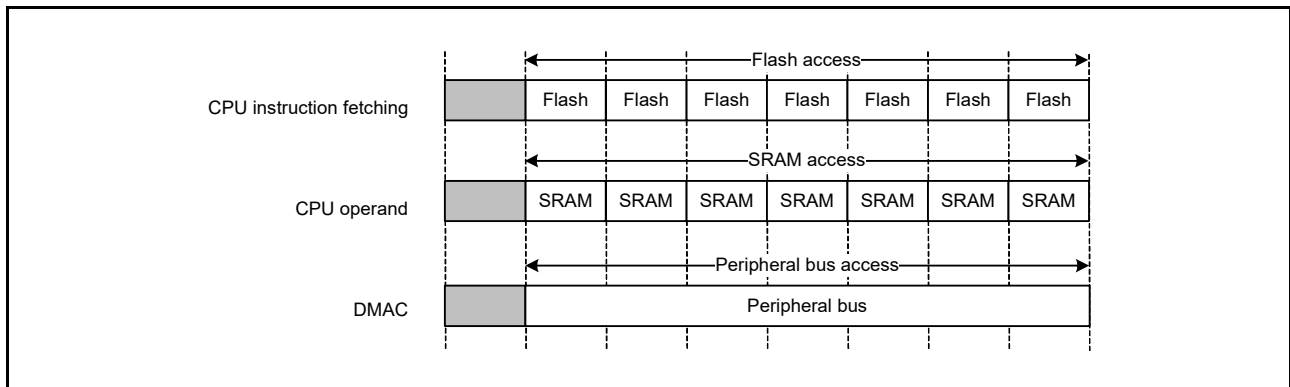 Flash access
CPU instruction fetching Flash Flash Flash Flash Flash Flash Flash
SRAM access
CPU operand SRAM SRAM SRAM SRAM SRAM SRAM SRAM
Peripheral bus access
DMAC Peripheral bus